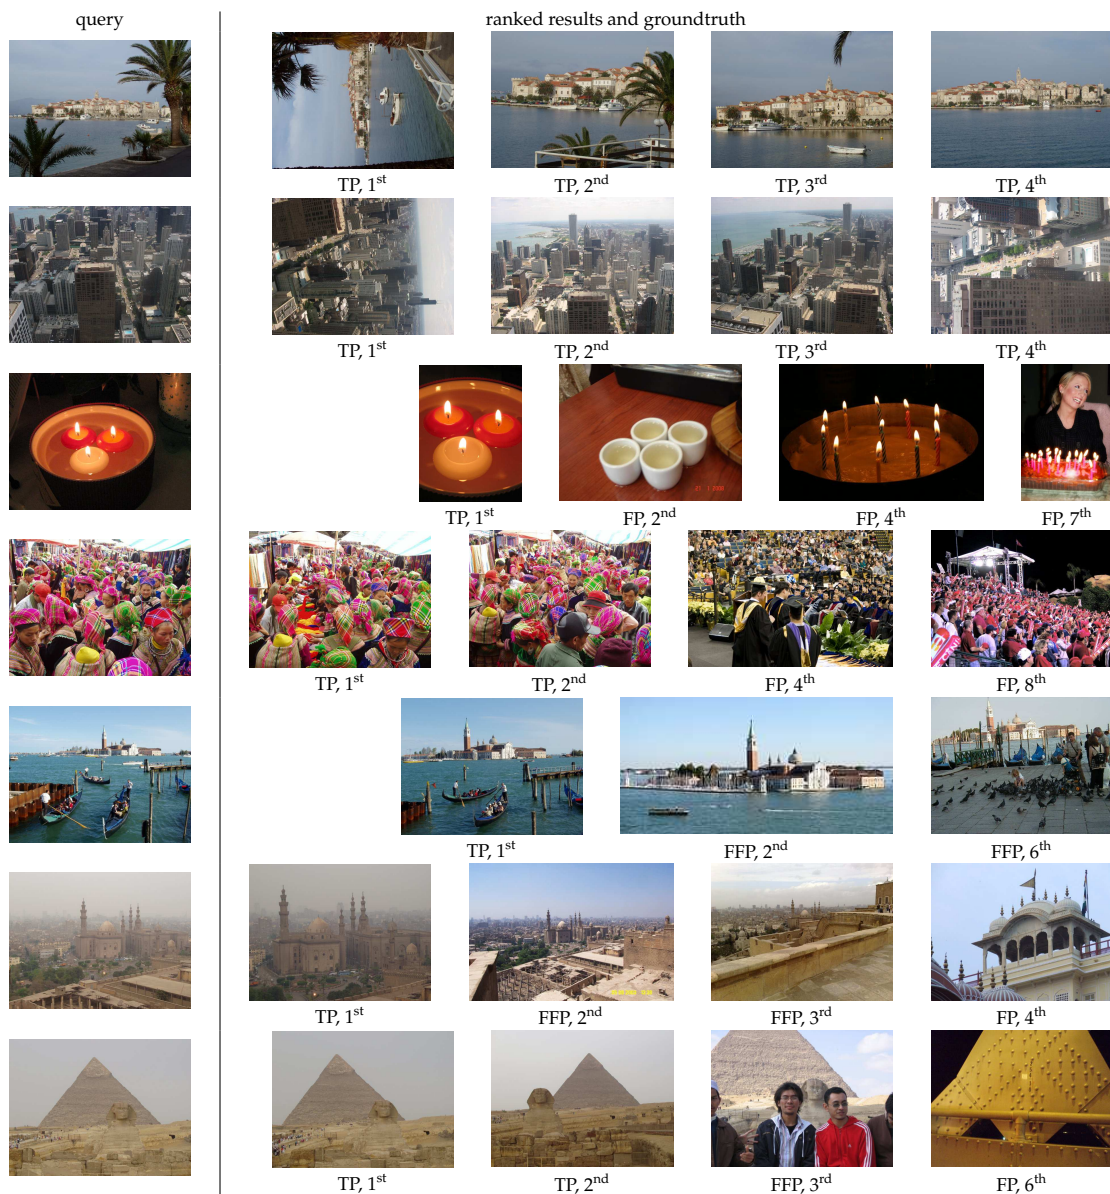 query ranked results and groundtruth
TP, 1st TP, 2nd TP, 3rd TP, 4th
TP, 1st TP, 2nd TP, 3rd TP, 4th
TP, 1st FP, 2nd FP, 4th FP, 7th
TP, 1st TP, 2nd FP, 4th FP, 8th
TP, 1st FFP, 2nd FFP, 6th
TP, 1st FFP, 2nd FFP, 3rd FP, 4th
TP, 1st TP, 2nd FFP, 3rd FP, 6th